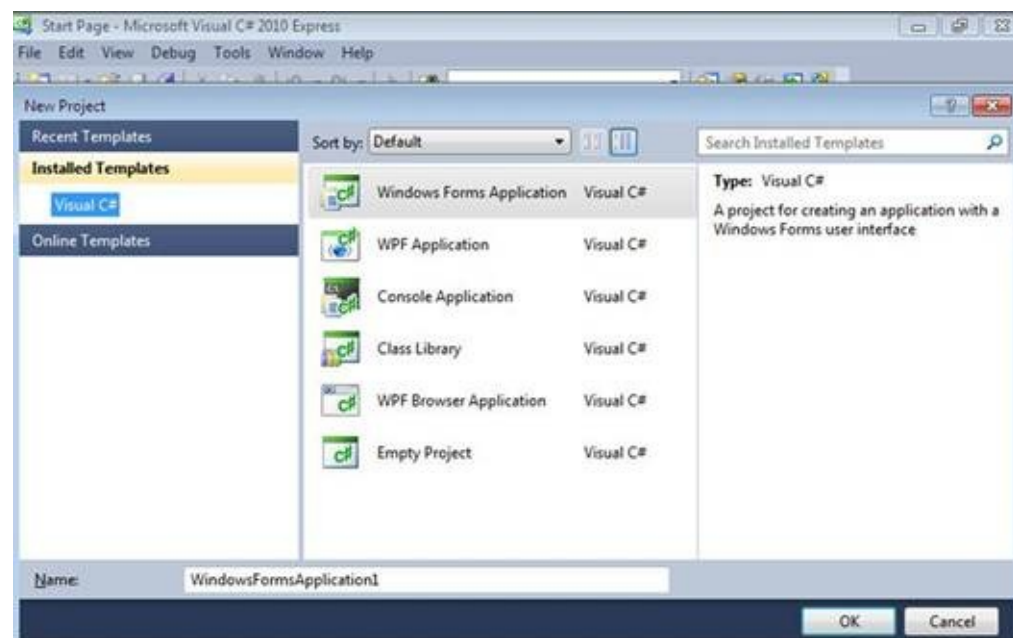 Start Page - Microsoft Visual C# 2010 Express
File Edit View Debug Tools Window Help
New Project
Recent Templates
Installed Templates
Visual C#
Online Templates
Sort by: Default
Windows Forms Application Visual C#
WPF Application Visual C#
Console Application Visual C#
Class Library Visual C#
WPF Browser Application Visual C#
Empty Project Visual C#
Search Installed Templates
Type: Visual C#
A project for creating an application with a
Windows Forms user interface
Name: WindowsFormsApplication1
OK Cancel